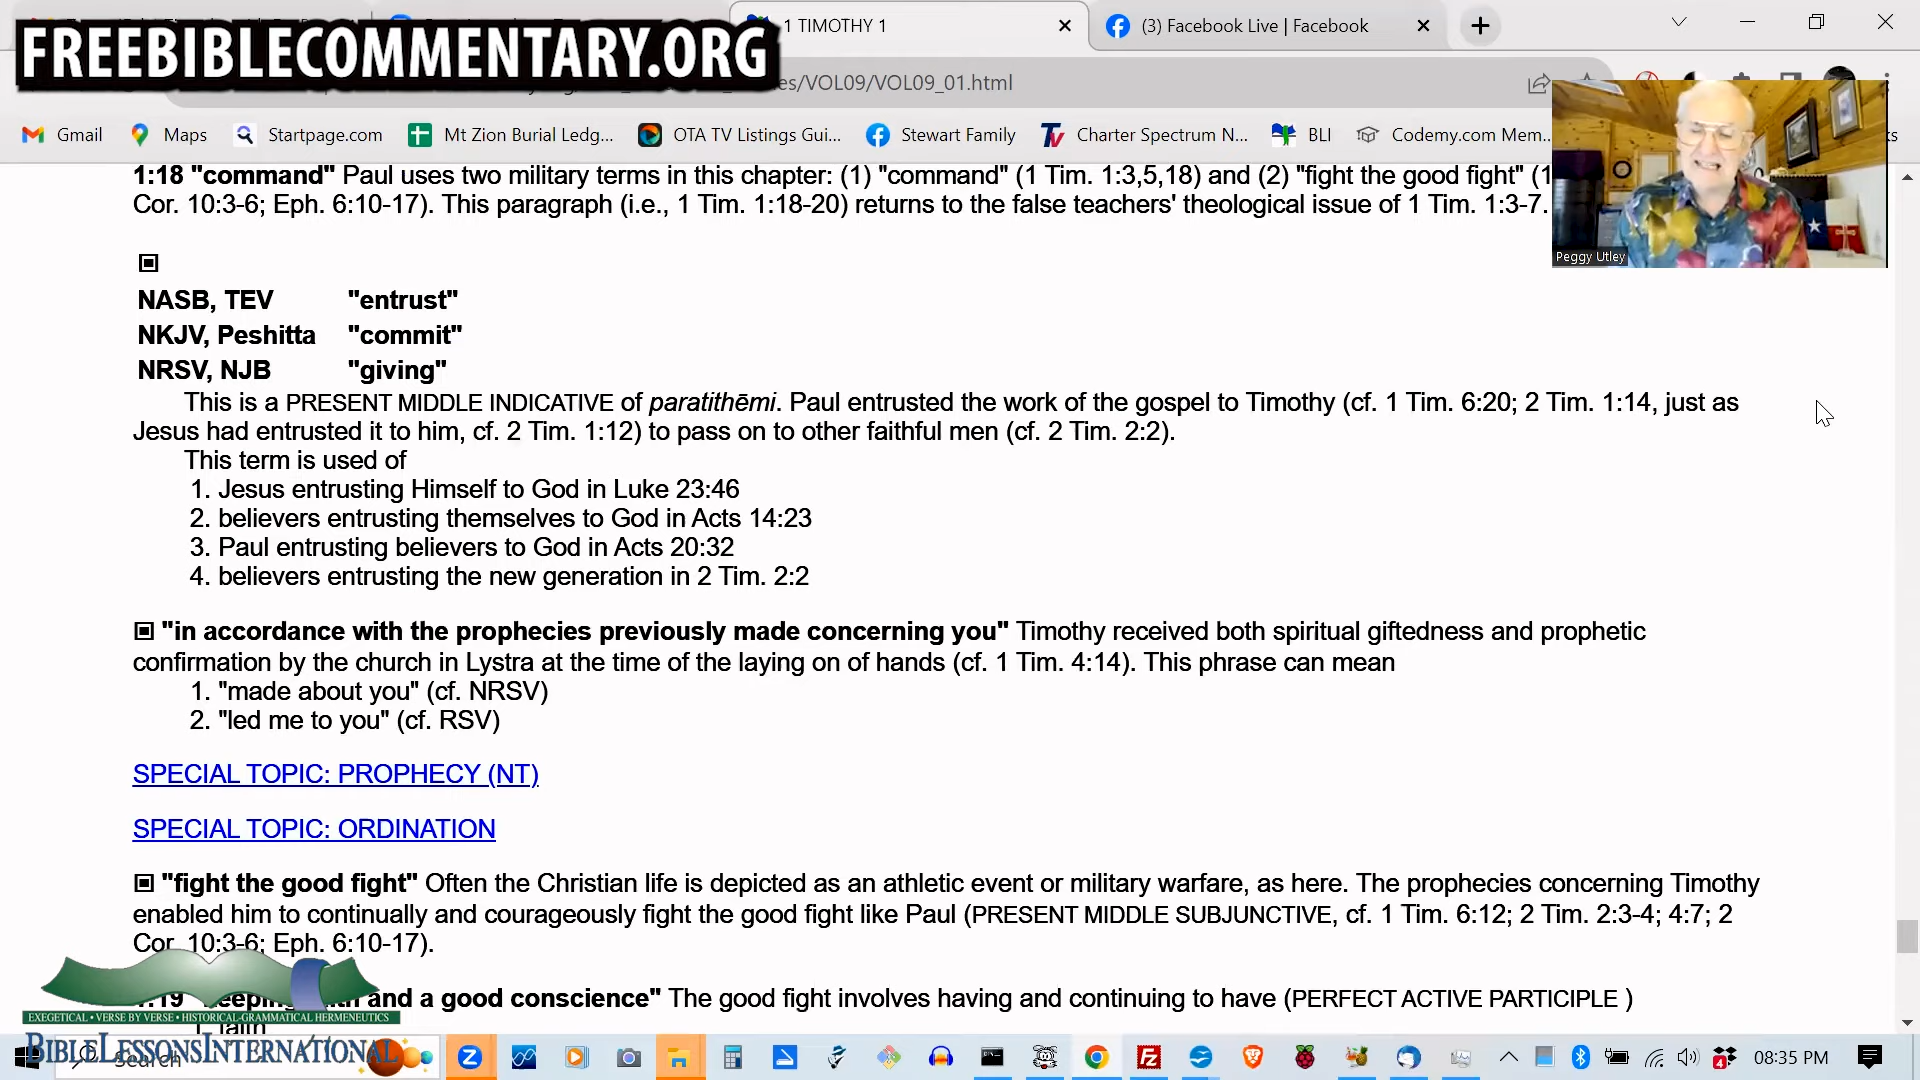 FREEBIBLECOMMENTARY.ORG
1 TIMOTHY 1
(3) Facebook Live | Facebook
es/VOL09/VOL09_01.html
Gmail
Maps
Startpage.com
Mt Zion Burial Ledg...
OTA TV Listings Gui...
Stewart Family
Charter Spectrum N...
BLI
Codemy.com Mem...
ks
1:18 "command" Paul uses two military terms in this chapter: (1) "command" (1 Tim. 1:3,5,18) and (2) "fight the good fight" (1
Cor. 10:3-6; Eph. 6:10-17). This paragraph (i.e., 1 Tim. 1:18-20) returns to the false teachers' theological issue of 1 Tim. 1:3-7.
Peggy Utley
NASB, TEV "entrust"
NKJV, Peshitta "commit"
NRSV, NJB "giving"
This is a PRESENT MIDDLE INDICATIVE of paratithēmi. Paul entrusted the work of the gospel to Timothy (cf. 1 Tim. 6:20; 2 Tim. 1:14, just as
Jesus had entrusted it to him, cf. 2 Tim. 1:12) to pass on to other faithful men (cf. 2 Tim. 2:2).
This term is used of
1. Jesus entrusting Himself to God in Luke 23:46
2. believers entrusting themselves to God in Acts 14:23
3. Paul entrusting believers to God in Acts 20:32
4. believers entrusting the new generation in 2 Tim. 2:2
"in accordance with the prophecies previously made concerning you" Timothy received both spiritual giftedness and prophetic
confirmation by the church in Lystra at the time of the laying on of hands (cf. 1 Tim. 4:14). This phrase can mean
1. "made about you" (cf. NRSV)
2. "led me to you" (cf. RSV)
SPECIAL TOPIC: PROPHECY (NT)
SPECIAL TOPIC: ORDINATION
"fight the good fight" Often the Christian life is depicted as an athletic event or military warfare, as here. The prophecies concerning Timothy
enabled him to continually and courageously fight the good fight like Paul (PRESENT MIDDLE SUBJUNCTIVE, cf. 1 Tim. 6:12; 2 Tim. 2:3-4; 4:7; 2
Cor. 10:3-6; Eph. 6:10-17).
and a good conscience" The good fight involves having and continuing to have (PERFECT ACTIVE PARTICIPLE )
EXEGETICAL • VERSE BY VERSE • HISTORICAL-GRAMMATICAL HERMENEUTICS
1. faith
BIBLELESSONSINTERNATIONAL
Search
08:35 PM